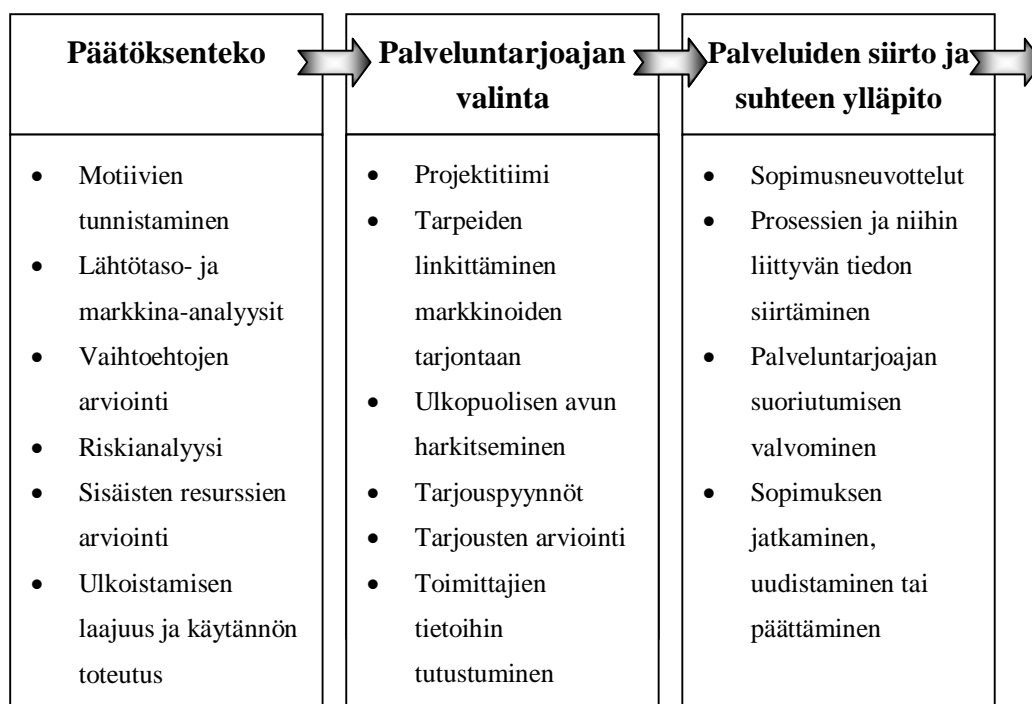 Päätöksenteko
Motiivien
tunnistaminen
Lähtötaso- ja
markkina-analyysit
Vaihtoehtojen
arviointi
Riskianalyysi
Sisäisten resurssien
arviointi
Ulkoistamisen
laajuus ja käytännön
toteutus
Palveluntarjoajan
valinta
Projektitiimi
Tarpeiden
linkittäminen
markkinoiden
tarjontaan
Ulkopuolisen avun
harkitseminen
Tarjouspyynnöt
Tarjousten arviointi
Toimittajien
tietoihin
tutustuminen
Palveluiden siirto ja
suhteen ylläpito
Sopimusneuvottelut
Prosessien ja niihin
liittyvän tiedon
siirtäminen
Palveluntarjoajan
suoriutumisen
valvominen
Sopimuksen
jatkaminen,
uudistaminen tai
päättäminen